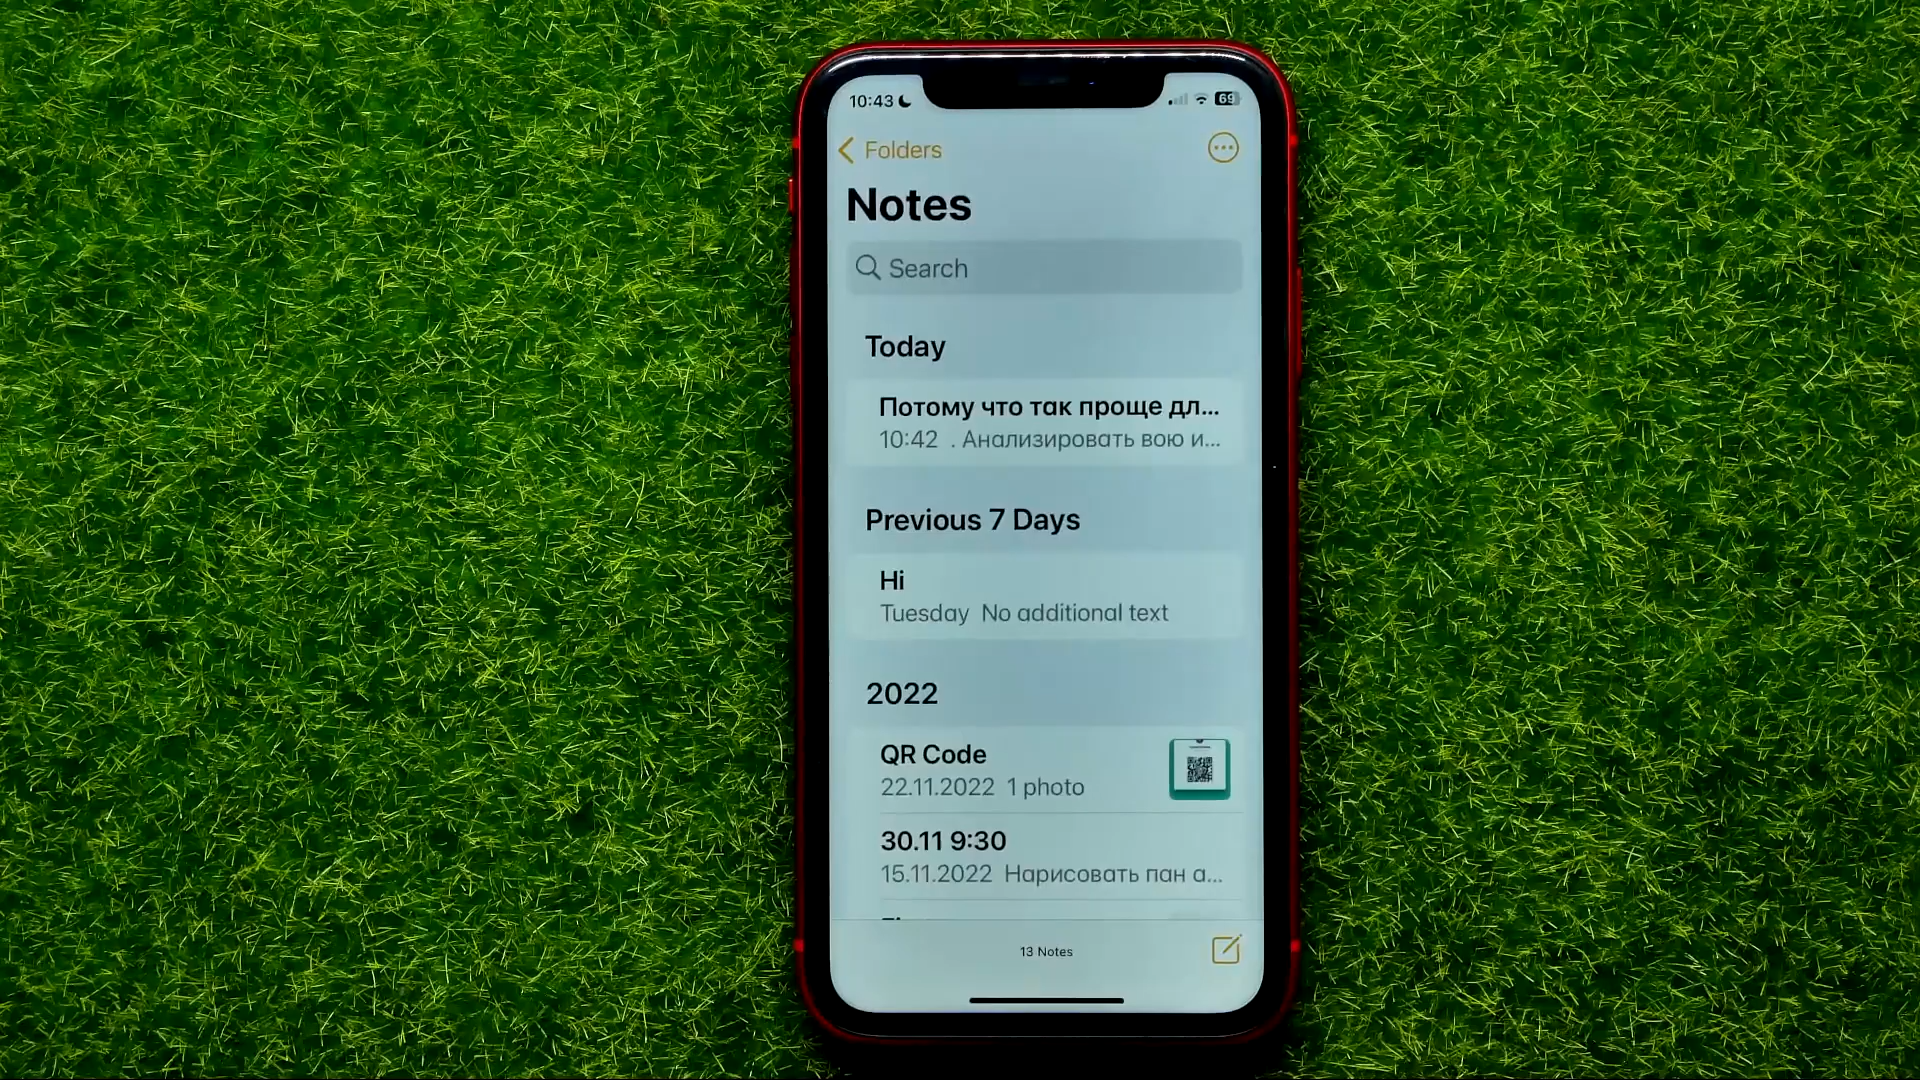 10:43
69
Folders
Notes
Search
Today
Потому что так проще дл...
10:42 . Анализировать вою и...
Previous 7 Days
Hi
Tuesday No additional text
2022
QR Code
22.11.2022 1 photo
30.11 9:30
15.11.2022 Нарисовать пан а...
13 Notes